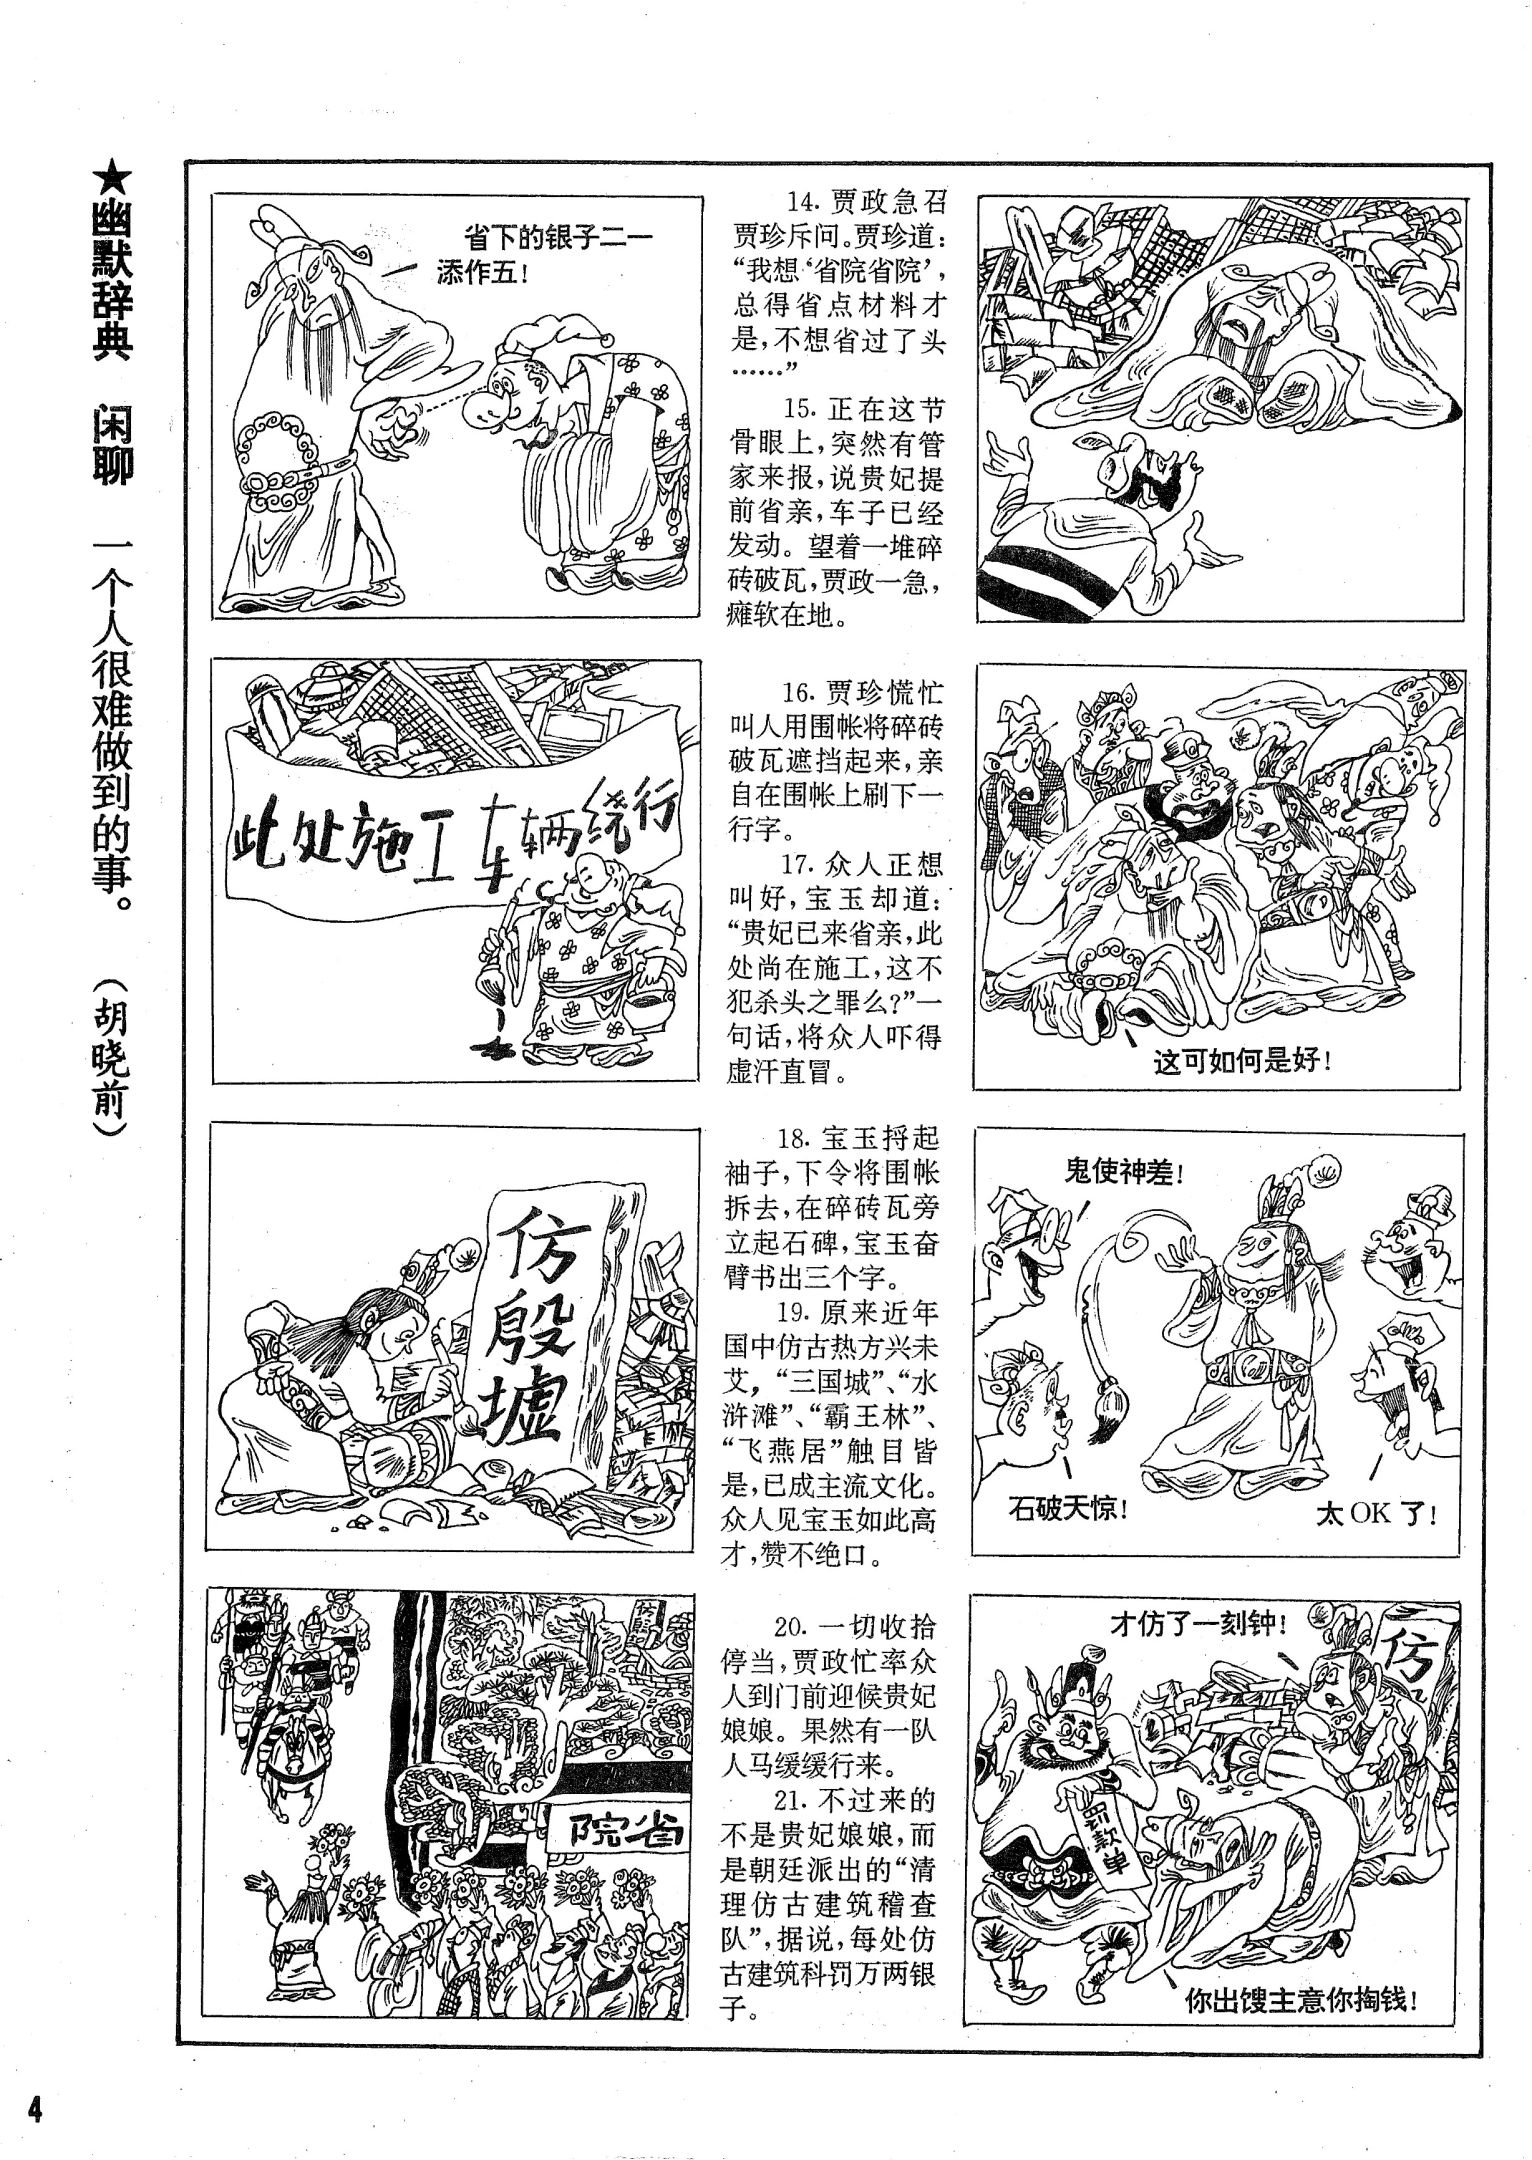 ★幽默辞典　闲聊　一个人很难做到的事。　（胡晓前）
省下的银子二一
添作五！
14. 贾政急召
贾珍斥问。贾珍道：
“我想‘省院省院’，
总得省点材料才
是，不想省过了头
……”
15. 正在这节
骨眼上，突然有管
家来报，说贵妃提
前省亲，车子已经
发动。望着一堆碎
砖破瓦，贾政一急，
瘫软在地。
此处施工车辆绕行
16. 贾珍慌忙
叫人用围帐将碎砖
破瓦遮挡起来，亲
自在围帐上刷下一
行字。
17. 众人正想
叫好，宝玉却道：
“贵妃已来省亲，此
处尚在施工，这不
犯杀头之罪么？”一
句话，将众人吓得
虚汗直冒。
这可如何是好！
仿殷墟
18. 宝玉捋起
袖子，下令将围帐
拆去，在碎砖瓦旁
立起石碑，宝玉奋
臂书出三个字。
19. 原来近年
国中仿古热方兴未
艾，“三国城”、“水
浒滩”、“霸王林”、
“飞燕居”触目皆
是，已成主流文化。
众人见宝玉如此高
才，赞不绝口。
鬼使神差！
石破天惊！
太OK了！
仿殷
院省
20. 一切收拾
停当，贾政忙率众
人到门前迎候贵妃
娘娘。果然有一队
人马缓缓行来。
21. 不过来的
不是贵妃娘娘，而
是朝廷派出的“清
理仿古建筑稽查
队”，据说，每处仿
古建筑科罚万两银
子。
才仿了一刻钟！
仿
罚款单
你出馊主意你掏钱！
4